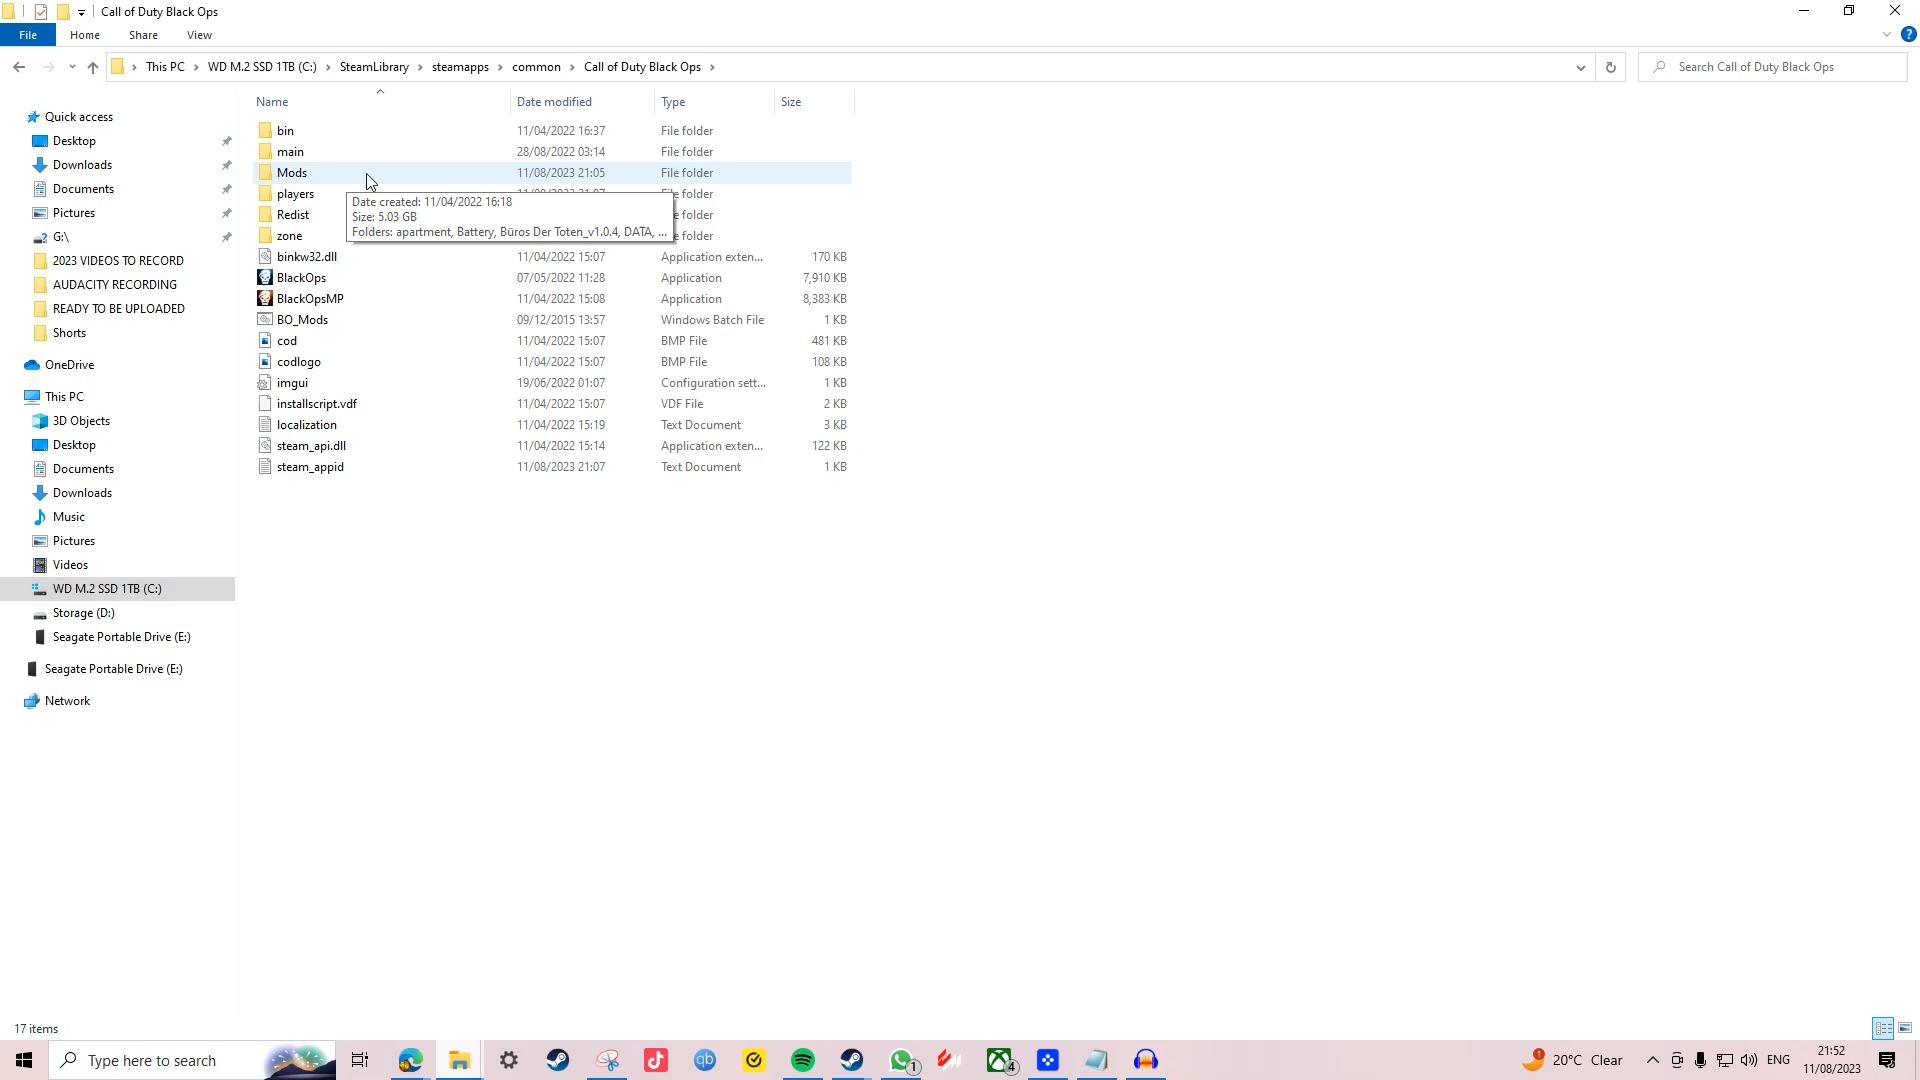 Call of Duty Black Ops
File Home Share View
This PC WD M.2 SSD 1TB (C:) SteamLibrary steamapps common Call of Duty Black Ops
Search Call of Duty Black Ops
Name Date modified Type Size
Quick access
Desktop
Downloads
Documents
Pictures
G:\
2023 VIDEOS TO RECORD
AUDACITY RECORDING
READY TO BE UPLOADED
Shorts
OneDrive
This PC
3D Objects
Desktop
Documents
Downloads
Music
Pictures
Videos
WD M.2 SSD 1TB (C:)
Storage (D:)
Seagate Portable Drive (E:)
Seagate Portable Drive (E:)
Network
bin 11/04/2022 16:37 File folder
main 28/08/2022 03:14 File folder
Mods 11/08/2023 21:05 File folder
players
Redist
zone
Date created: 11/04/2022 16:18
Size: 5.03 GB
Folders: apartment, Battery, Büros Der Toten_v1.0.4, DATA, ...
binkw32.dll 11/04/2022 15:07 Application exten... 170 KB
BlackOps 07/05/2022 11:28 Application 7,910 KB
BlackOpsMP 11/04/2022 15:08 Application 8,383 KB
BO_Mods 09/12/2015 13:57 Windows Batch File 1 KB
cod 11/04/2022 15:07 BMP File 481 KB
codlogo 11/04/2022 15:07 BMP File 108 KB
imgui 19/06/2022 01:07 Configuration sett... 1 KB
installscript.vdf 11/04/2022 15:07 VDF File 2 KB
localization 11/04/2022 15:19 Text Document 3 KB
steam_api.dll 11/04/2022 15:14 Application exten... 122 KB
steam_appid 11/08/2023 21:07 Text Document 1 KB
17 items
Type here to search
1
4
1
20°C Clear
ENG
21:52
11/08/2023